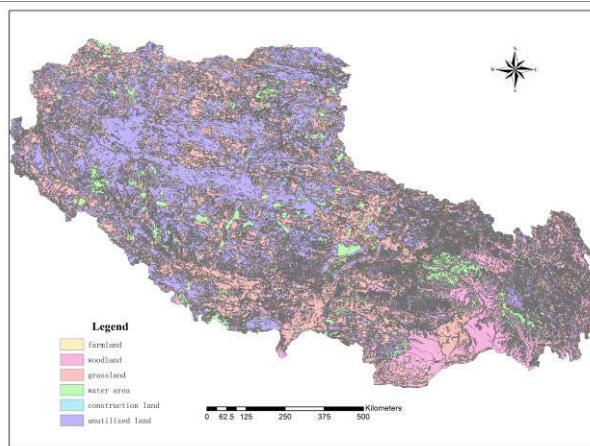 N
W E
S
Legend
farmland
woodland
grassland
water area
construction land
unutilized land
Kilometers
0 62.5 125 250 375 500